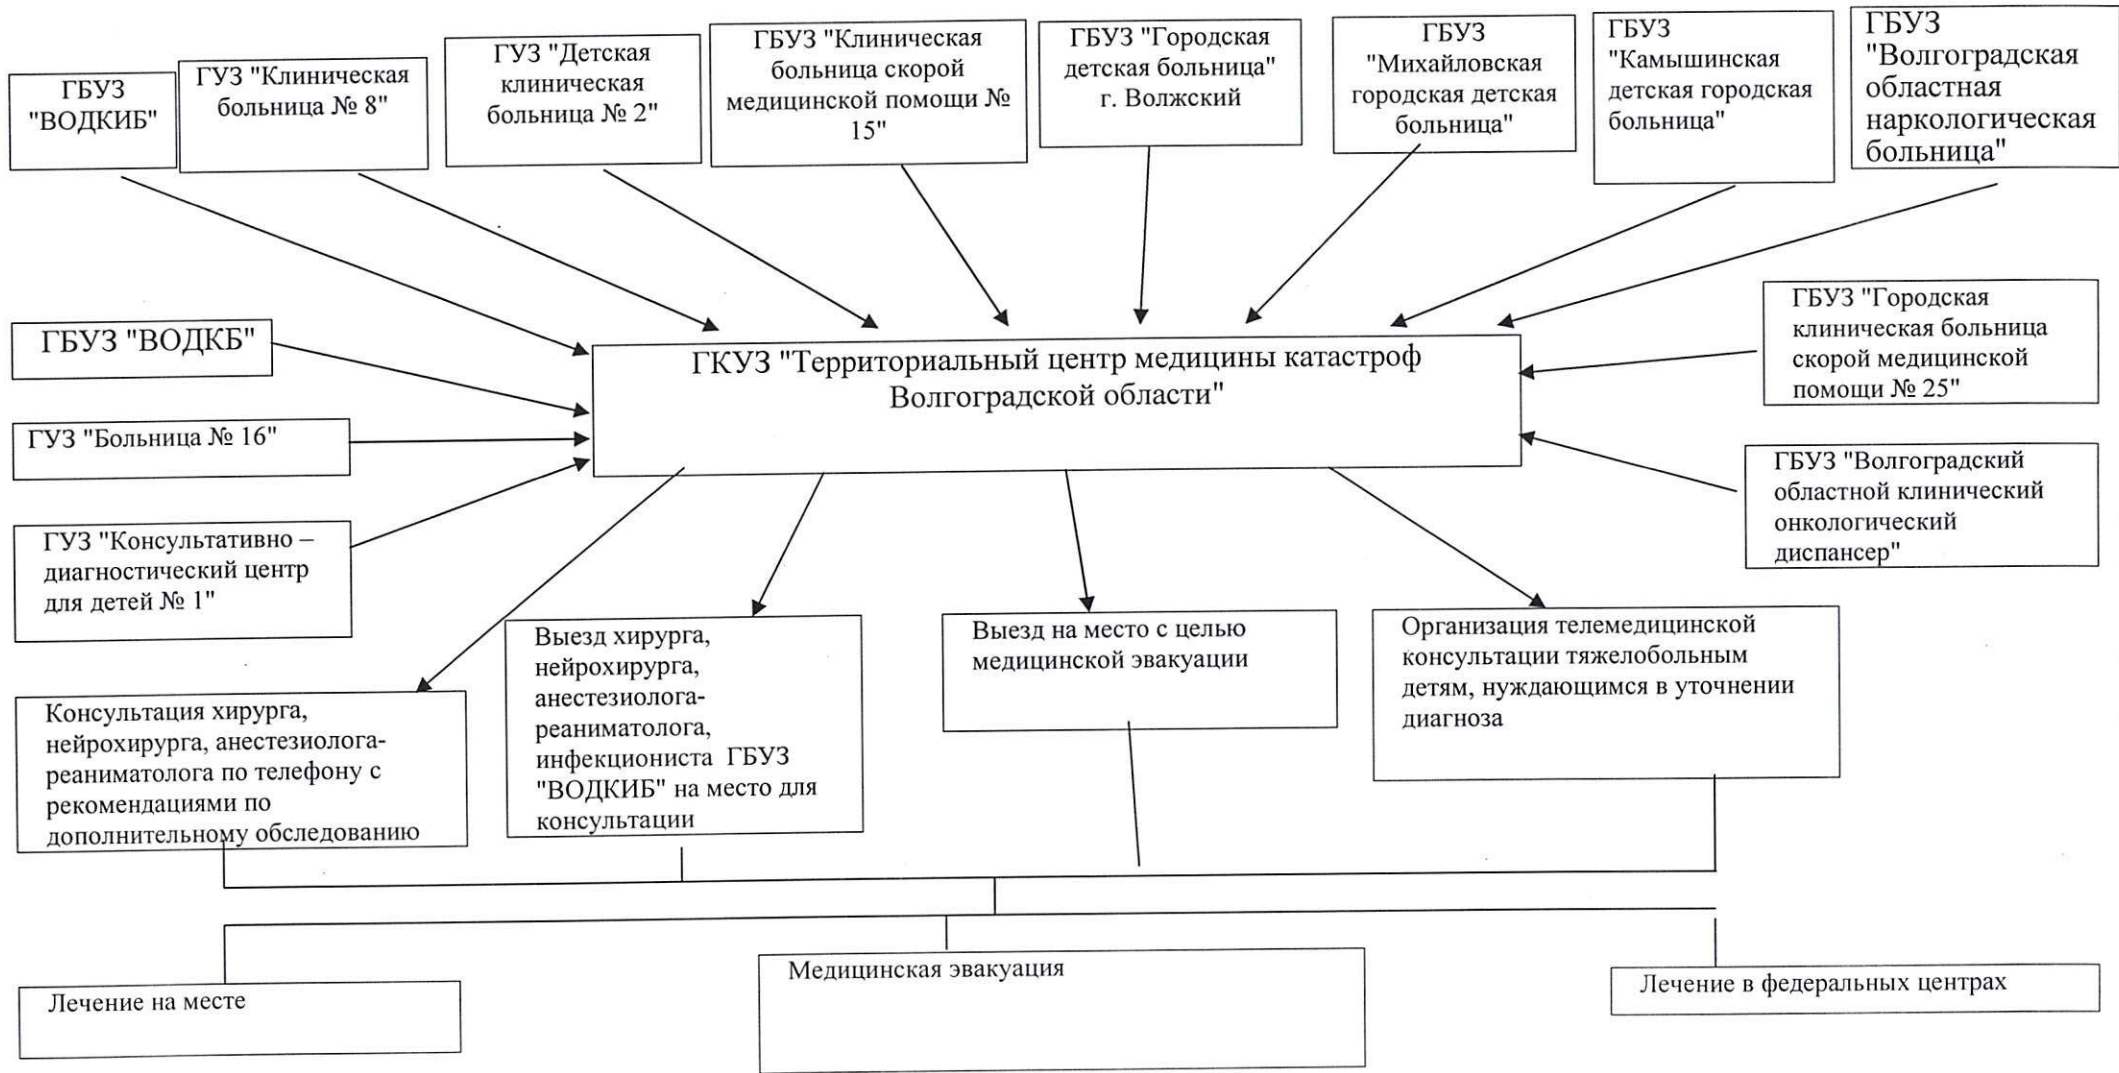 ГБУЗ
"ВОДКИБ"
ГУЗ "Клиническая
больница № 8"
ГУЗ "Детская
клиническая
больница № 2"
ГБУЗ "Клиническая
больница скорой
медицинской помощи №
15"
ГБУЗ "Городская
детская больница"
г. Волжский
ГБУЗ
"Михайловская
городская детская
больница"
ГБУЗ
"Камышинская
детская городская
больница"
ГБУЗ
"Волгоградская
областная
наркологическая
больница"
ГБУЗ "ВОДКБ"
ГУЗ "Больница № 16"
ГУЗ "Консультативно –
диагностический центр
для детей № 1"
ГКУЗ "Территориальный центр медицины катастроф
Волгоградской области"
ГБУЗ "Городская
клиническая больница
скорой медицинской
помощи № 25"
ГБУЗ "Волгоградский
областной клинический
онкологический
диспансер"
Консультация хирурга,
нейрохирурга, анестезиолога-
реаниматолога по телефону с
рекомендациями по
дополнительному обследованию
Выезд хирурга,
нейрохирурга,
анестезиолога-
реаниматолога,
инфекциониста ГБУЗ
"ВОДКИБ" на место для
консультации
Выезд на место с целью
медицинской эвакуации
Организация телемедицинской
консультации тяжелобольным
детям, нуждающимся в уточнении
диагноза
Лечение на месте
Медицинская эвакуация
Лечение в федеральных центрах